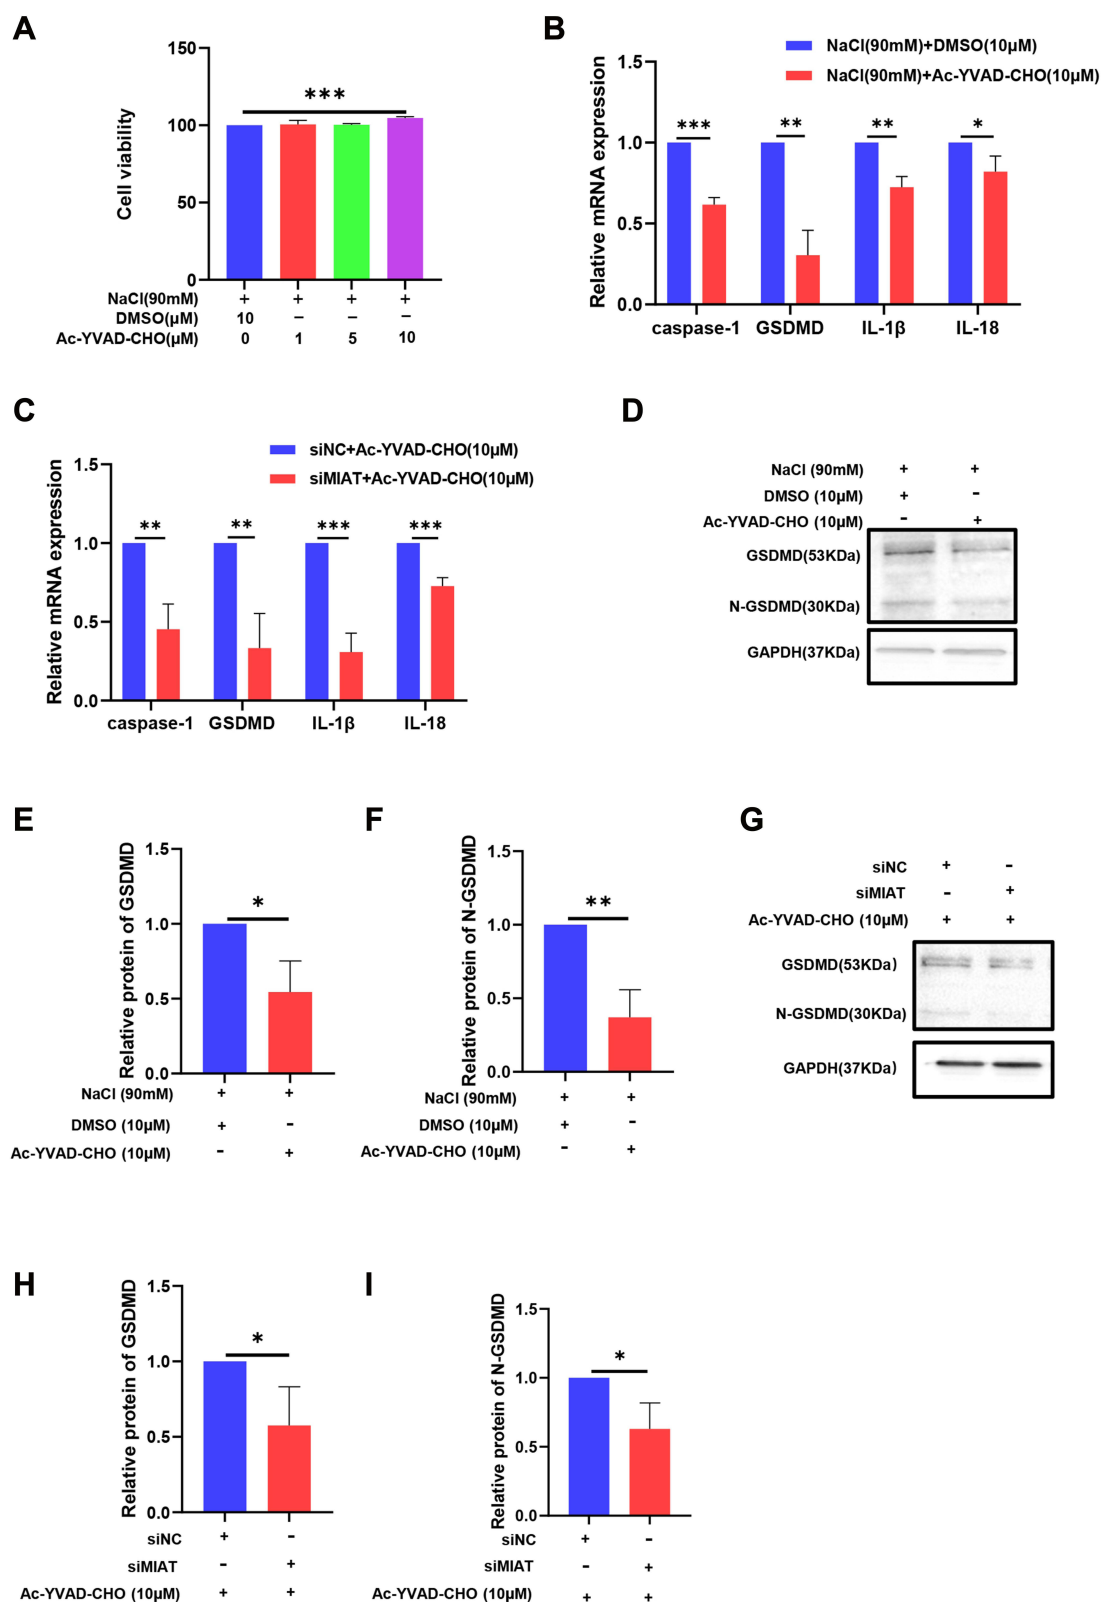 A
150
100
50
0
Cell viability
***
NaCl(90mM) + + + +
DMSO(µM) 10 – – –
Ac-YVAD-CHO(µM) 0 1 5 10
B
NaCl(90mM)+DMSO(10µM)
NaCl(90mM)+Ac-YVAD-CHO(10µM)
1.5
1.0
0.5
0.0
Relative mRNA expression
*** ** ** *
caspase-1 GSDMD IL-1β IL-18
C
siNC+Ac-YVAD-CHO(10µM)
siMIAT+Ac-YVAD-CHO(10µM)
1.5
1.0
0.5
0.0
Relative mRNA expression
** ** *** ***
caspase-1 GSDMD IL-1β IL-18
D
NaCl (90mM) + +
DMSO (10µM) + -
Ac-YVAD-CHO (10µM) - +
GSDMD(53KDa)
N-GSDMD(30KDa)
GAPDH(37KDa)
E
1.5
1.0
0.5
0.0
Relative protein of GSDMD
*
NaCl (90mM) + +
DMSO (10µM) + -
Ac-YVAD-CHO (10µM) - +
F
1.5
1.0
0.5
0.0
Relative protein of N-GSDMD
**
NaCl (90mM) + +
DMSO (10µM) + -
Ac-YVAD-CHO (10µM) - +
G
siNC + -
siMIAT - +
Ac-YVAD-CHO (10µM) + +
GSDMD(53KDa)
N-GSDMD(30KDa)
GAPDH(37KDa)
H
1.5
1.0
0.5
0.0
Relative protein of GSDMD
*
siNC + -
siMIAT - +
Ac-YVAD-CHO (10µM) + +
I
1.5
1.0
0.5
0.0
Relative protein of N-GSDMD
*
siNC + -
siMIAT - +
Ac-YVAD-CHO (10µM) + +